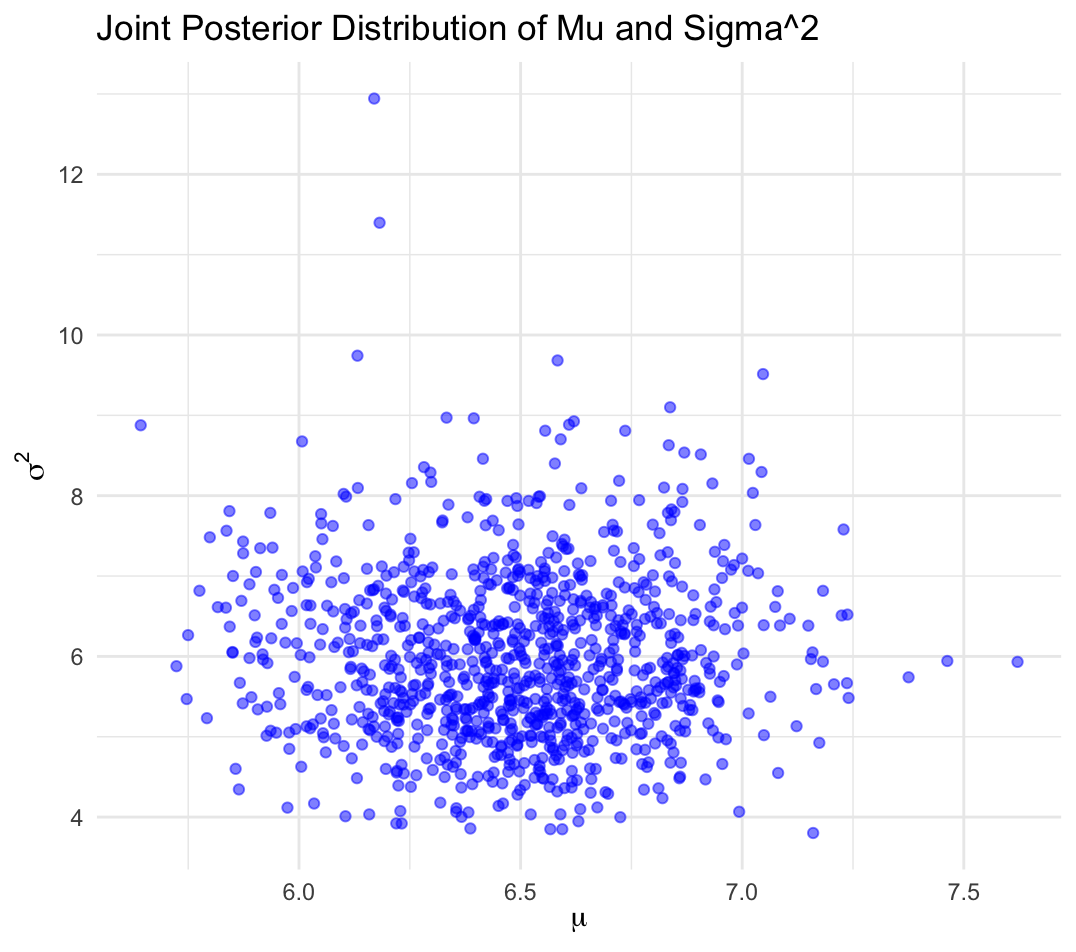 Joint Posterior Distribution of Mu and Sigma^2
12
10
8
6
4
σ²
6.0 6.5 7.0 7.5
μ